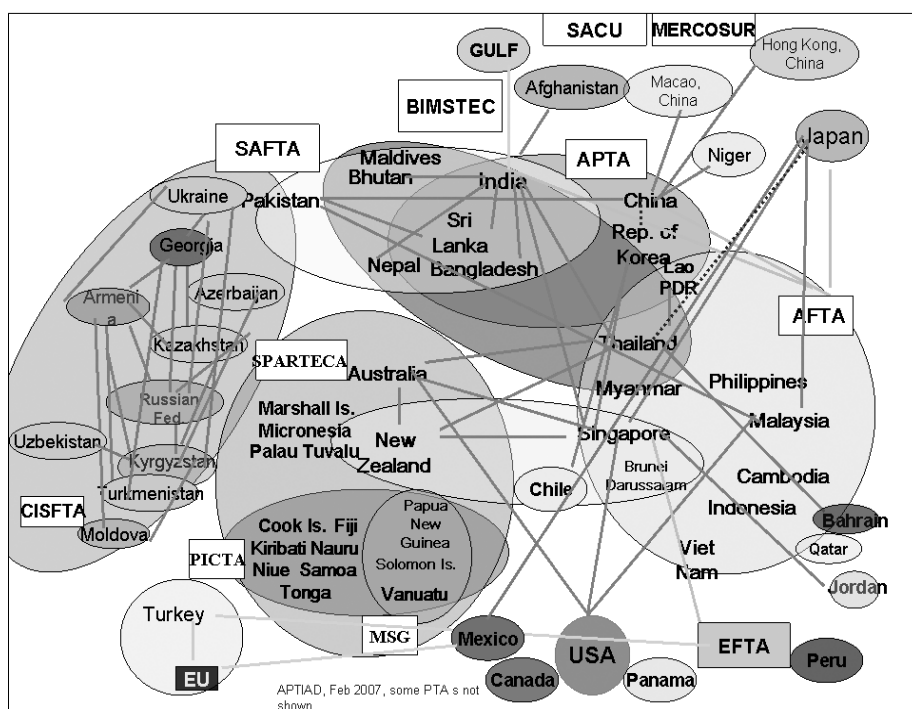 SACU
MERCOSUR
GULF
Hong Kong,
China
BIMSTEC
Afghanistan
Macao,
China
Japan
SAFTA
Maldives
Bhutan
India
APTA
Niger
Ukraine
Pakistan
China
Sri
Lanka
Rep. of
Korea
Georgia
Nepal
Bangladesh
Lao
PDR
Azerbaijan
Armeni
a
AFTA
Kazakhstan
SPARTECA
Thailand
Australia
Myanmar
Philippines
Russian
Fed
Marshall Is.
Micronesia
Palau Tuvalu
Malaysia
New
Zealand
Singapore
Uzbekistan
Kyrgyzstan
Brunei
Darussalam
Cambodia
Turkmenistan
Chile
Indonesia
CISFTA
Moldova
Cook Is. Fiji
Kiribati Nauru
Niue Samoa
Tonga
Papua
New
Guinea
Solomon Is.
Vanuatu
Bahrain
Qatar
PICTA
Viet
Nam
Jordan
Turkey
MSG
Mexico
USA
EFTA
Peru
EU
Canada
Panama
APTIAD, Feb 2007, some PTA s not
shown